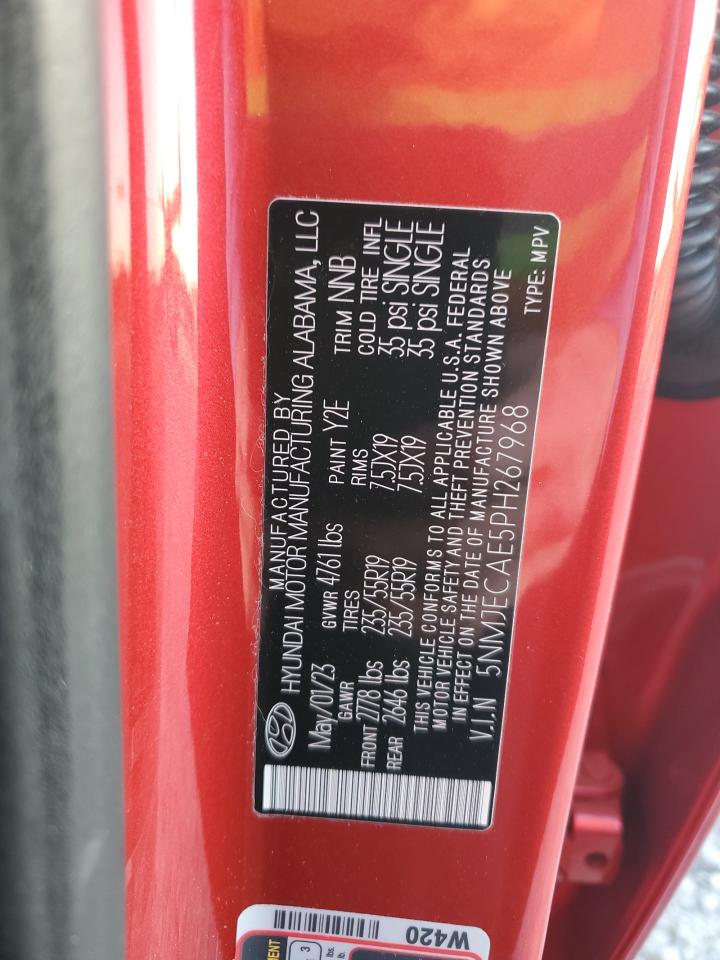 MANUFACTURED BY
HYUNDAI MOTOR MANUFACTURING ALABAMA, LLC
May/01/23 GVWR 4761 lbs PAINT Y2E TRIM NNB
GAWR TIRES RIMS COLD TIRE INFL
FRONT 2778 lbs 235/55R19 7.5JX19 35 psi SINGLE
REAR 2646 lbs 235/55R19 7.5JX19 35 psi SINGLE
THIS VEHICLE CONFORMS TO ALL APPLICABLE U.S.A. FEDERAL
MOTOR VEHICLE SAFETY AND THEFT PREVENTION STANDARDS
IN EFFECT ON THE DATE OF MANUFACTURE SHOWN ABOVE
V.I.N 5NMJECAE5PH267968
TYPE: MPV
W420
3
lbs.
lb.